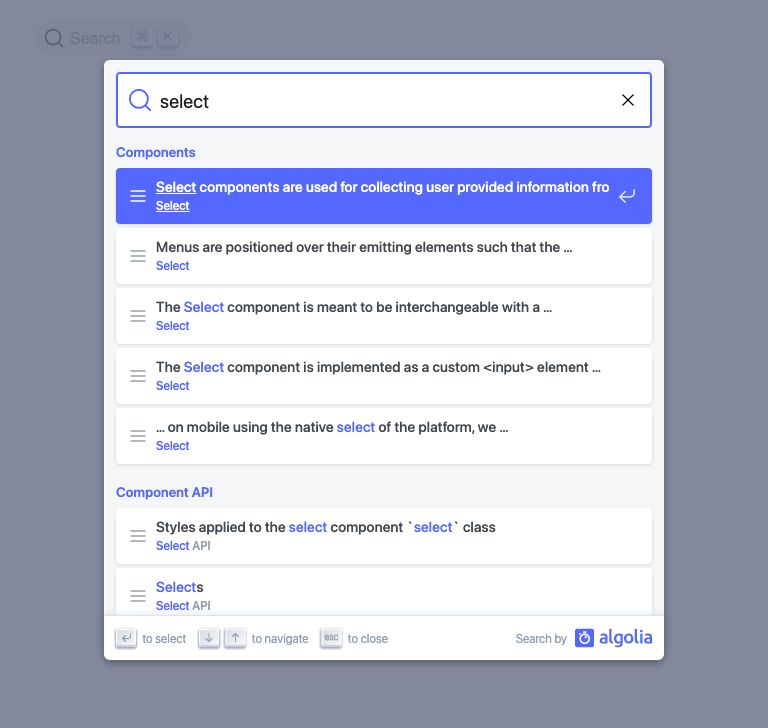 Search ⌘ K
select
Components
Select components are used for collecting user provided information fro
Select
Menus are positioned over their emitting elements such that the ...
Select
The Select component is meant to be interchangeable with a ...
Select
The Select component is implemented as a custom <input> element ...
Select
... on mobile using the native select of the platform, we ...
Select
Component API
Styles applied to the select component `select` class
Select API
Selects
Select API
to select to navigate esc to close Search by algolia